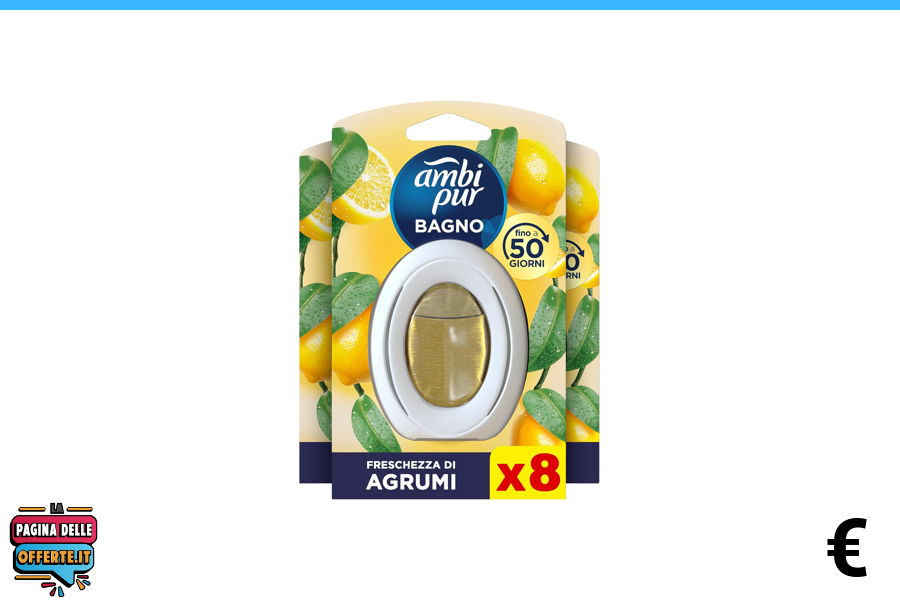 ambi
pur
BAGNO
fino a
50
GIORNI
FRESCHEZZA DI
AGRUMI
x8
LA
PAGINA DELLE
OFFERTE.IT
€